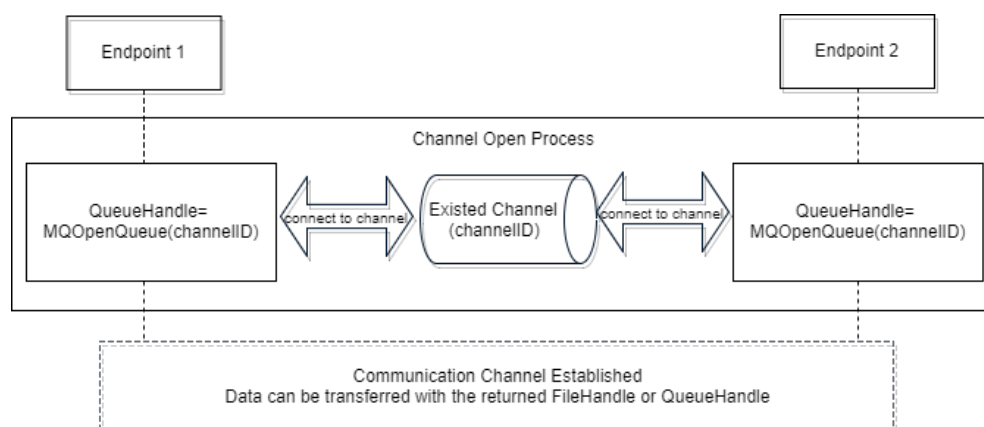 Endpoint 1
Endpoint 2
Channel Open Process
QueueHandle=
MQOpenQueue(channelID)
connect to channel
Existed Channel
(channelID)
connect to channel
QueueHandle=
MQOpenQueue(channelID)
Communication Channel Established
Data can be transferred with the returned FileHandle or QueueHandle